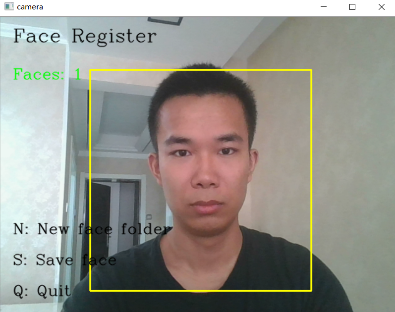 camera
Face Register
Faces: 1
N: New face folder
S: Save face
Q: Quit